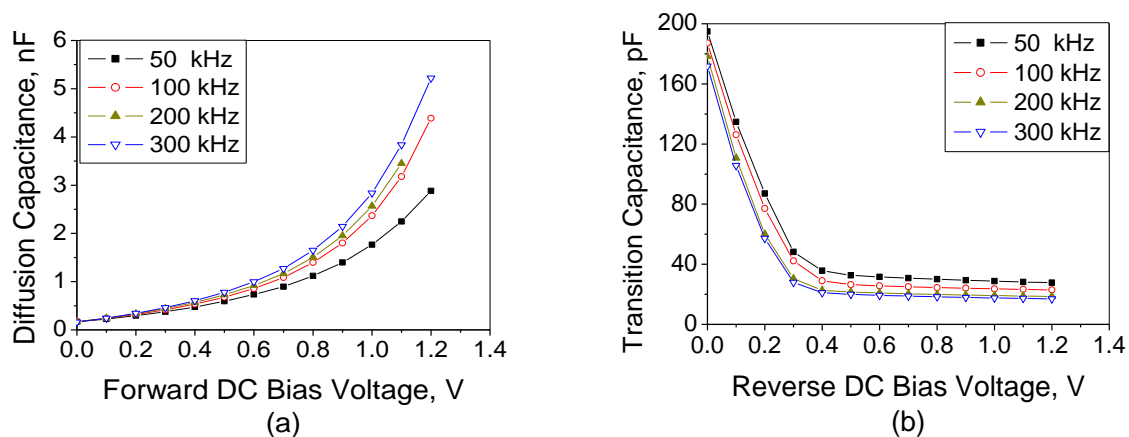 Diffusion Capacitance, nF
6
5
4
3
2
1
0
50 kHz
100 kHz
200 kHz
300 kHz
0.0 0.2 0.4 0.6 0.8 1.0 1.2 1.4
Forward DC Bias Voltage, V
(a)
Transition Capacitance, pF
200
160
120
80
40
0
50 kHz
100 kHz
200 kHz
300 kHz
0.0 0.2 0.4 0.6 0.8 1.0 1.2 1.4
Reverse DC Bias Voltage, V
(b)